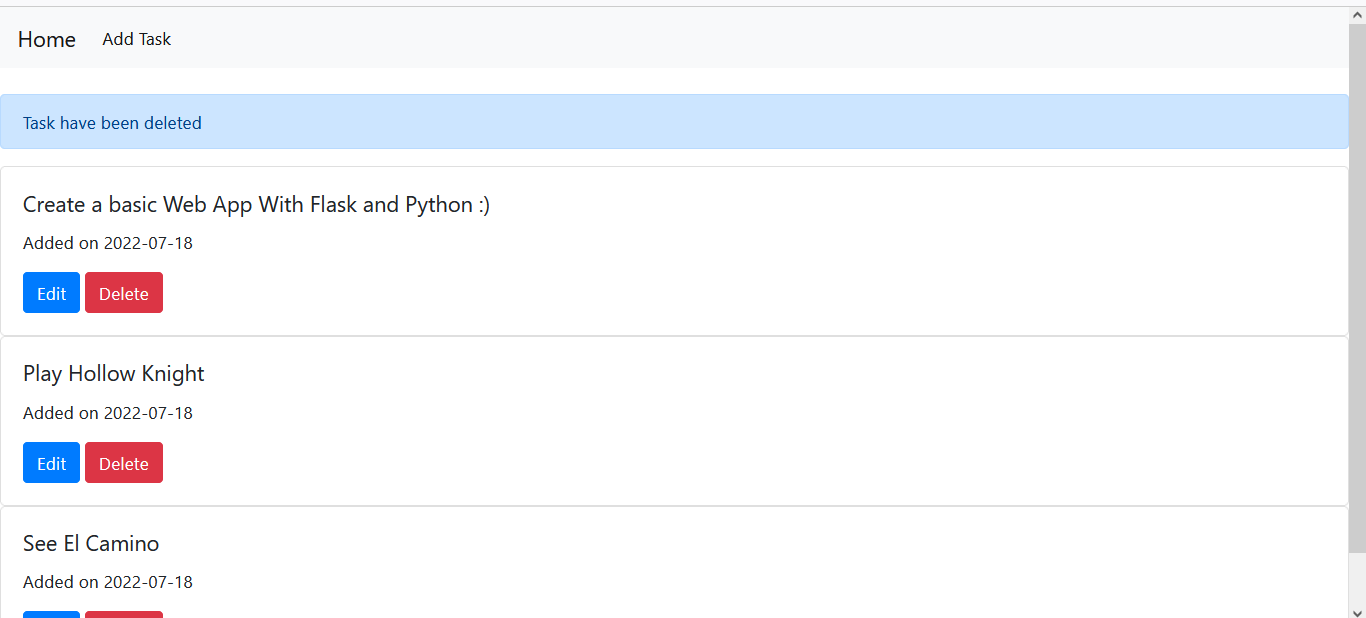 Home Add Task
Task have been deleted
Create a basic Web App With Flask and Python :)
Added on 2022-07-18
Edit Delete
Play Hollow Knight
Added on 2022-07-18
Edit Delete
See El Camino
Added on 2022-07-18